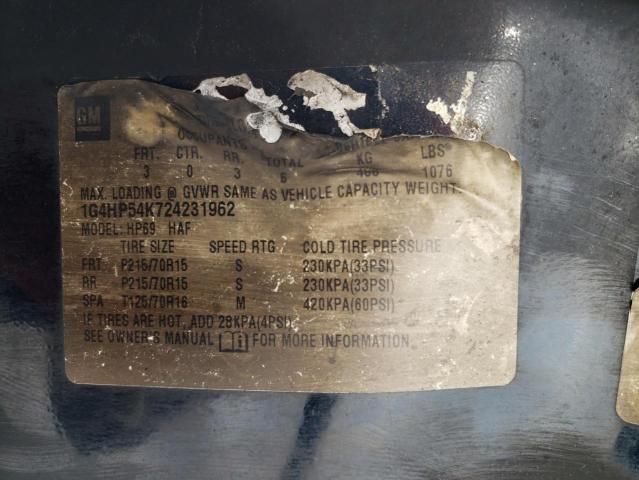 GM
OCCUPANTS
FRT. CTR. RR. TOTAL KG LBS
3 0 3 6 488 1076
MAX. LOADING @ GVWR SAME AS VEHICLE CAPACITY WEIGHT.
1G4HP54K724231962
MODEL: HP69 HAF
TIRE SIZE SPEED RTG COLD TIRE PRESSURE
FRT P215/70R15 S 230KPA(33PSI)
RR P215/70R15 S 230KPA(33PSI)
SPA T125/70R16 M 420KPA(60PSI)
IF TIRES ARE HOT, ADD 28KPA(4PSI)
SEE OWNER'S MANUAL FOR MORE INFORMATION